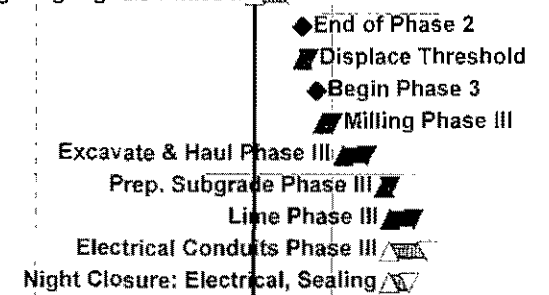 End of Phase 2
Displace Threshold
Begin Phase 3
Milling Phase III
Excavate & Haul Phase III
Prep. Subgrade Phase III
Lime Phase III
Electrical Conduits Phase III
Night Closure: Electrical, Sealing